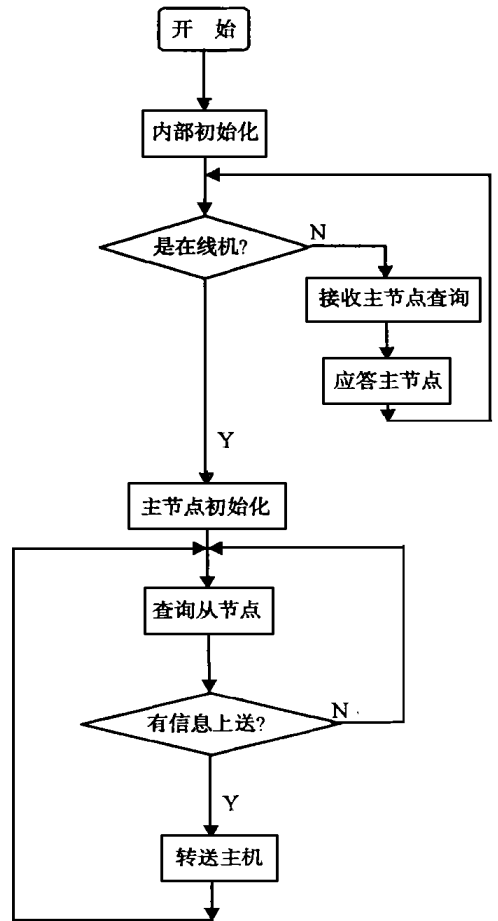 开 始
内部初始化
是在线机?
N
接收主节点查询
应答主节点
Y
主节点初始化
查询从节点
有信息上送?
N
Y
转送主机